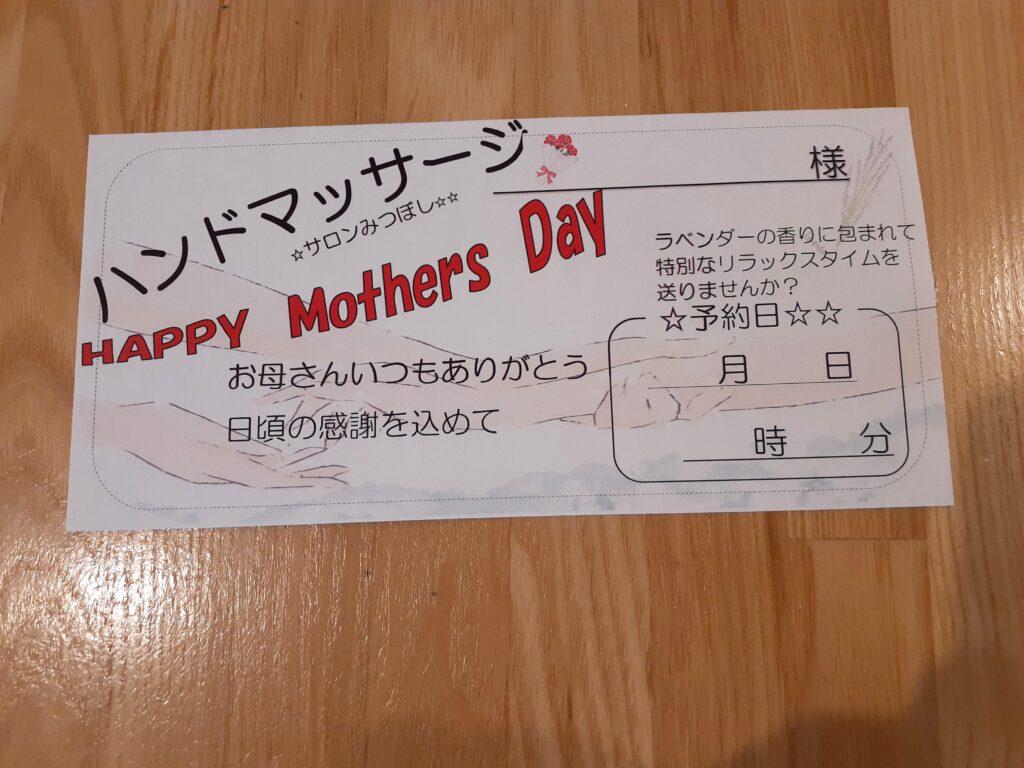 ハンドマッサージ
☆サロンみつぼし☆☆
HAPPY Mothers Day
お母さんいつもありがとう
日頃の感謝を込めて
様
ラベンダーの香りに包まれて
特別なリラックスタイムを
送りませんか？
☆予約日☆☆
月 日
時 分